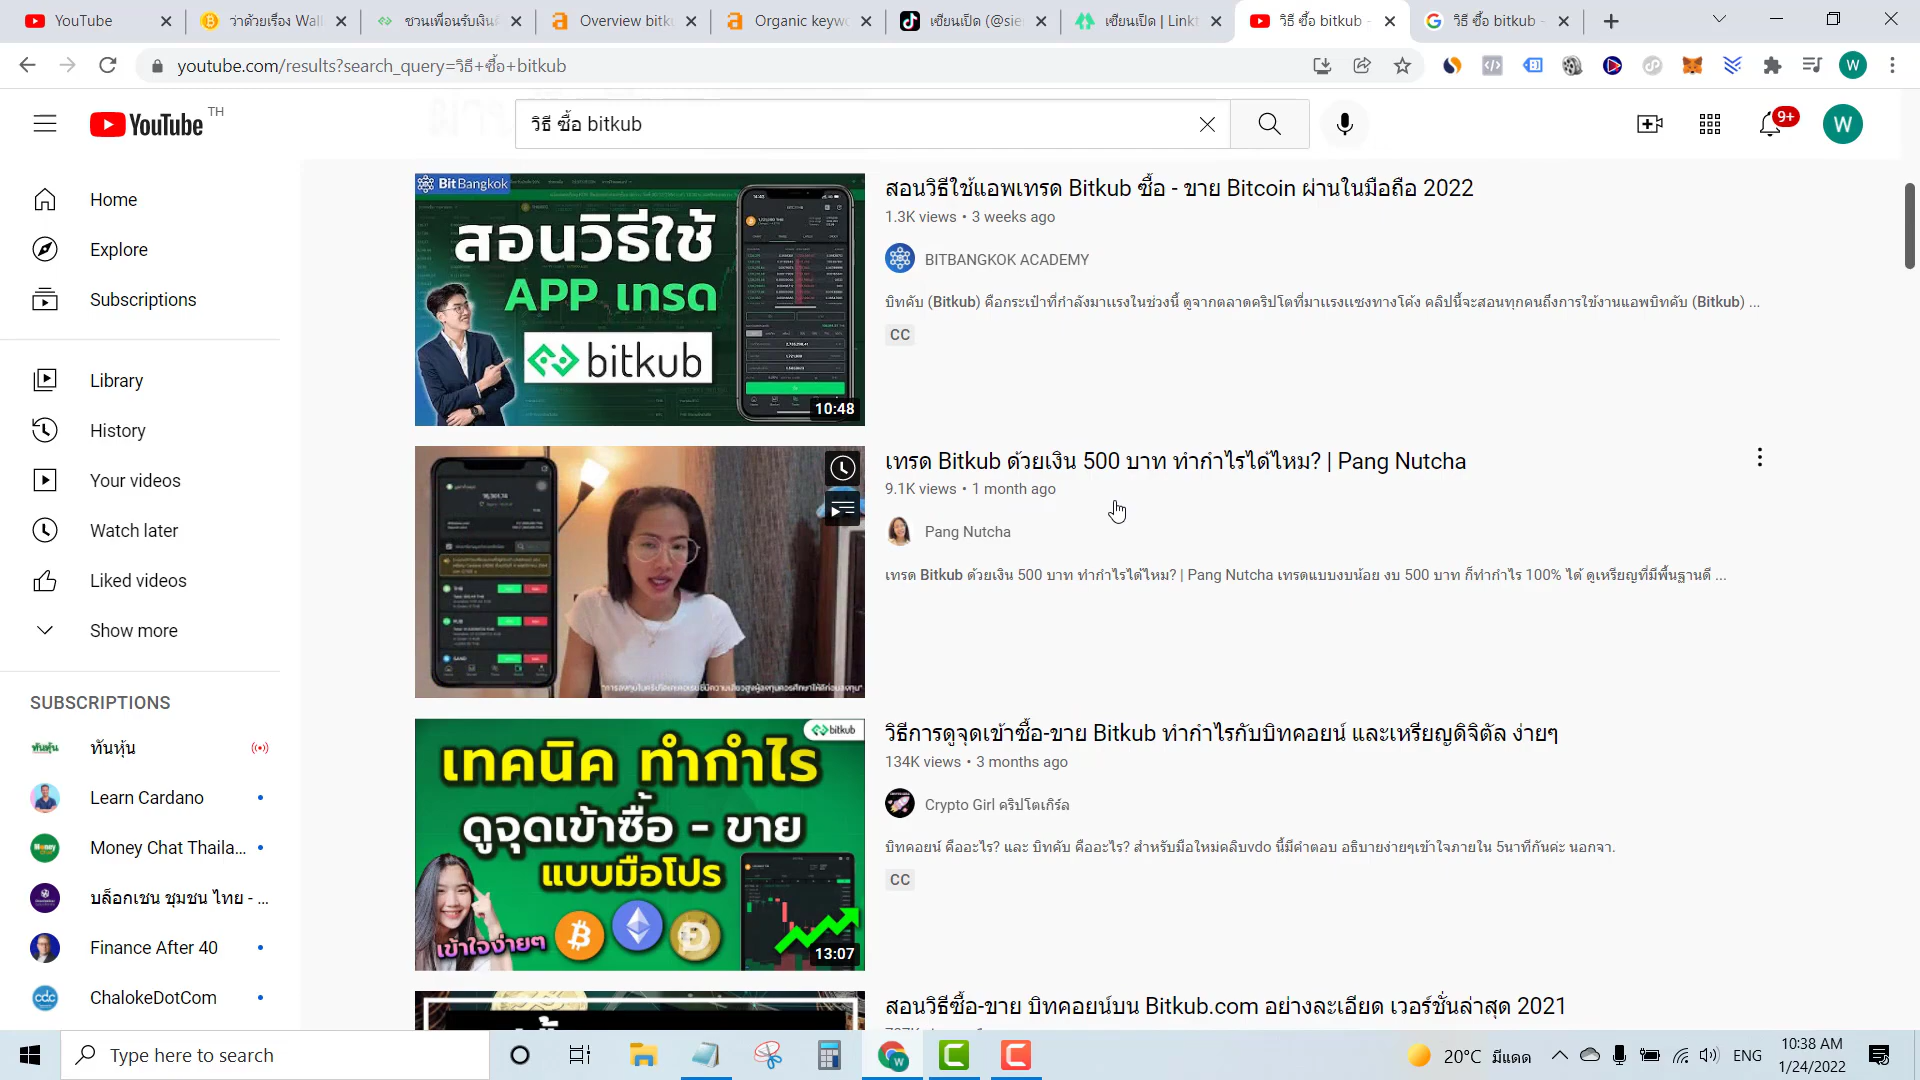 YouTube
ว่าด้วยเรื่อง Wall
ชวนเพื่อนรับเงิน
Overview bitku
Organic keywo
เซียนเปิด (@sie
เซียนเปิด | Linkt
วิธี ซื้อ bitkub -
วิธี ซื้อ bitkub -
youtube.com/results?search_query=วิธี+ซื้อ+bitkub
W
YouTube TH
วิธี ซื้อ bitkub
9+
W
Home
Explore
Subscriptions
Library
History
Your videos
Watch later
Liked videos
Show more
SUBSCRIPTIONS
ทันหุ้น
Learn Cardano
Money Chat Thaila...
บล็อกเชน ชุมชน ไทย - ...
Finance After 40
ChalokeDotCom
BitBangkok
สอนวิธีใช้
APP เทรด
bitkub
10:48
สอนวิธีใช้แอพเทรด Bitkub ซื้อ - ขาย Bitcoin ผ่านในมือถือ 2022
1.3K views • 3 weeks ago
BITBANGKOK ACADEMY
บิทคับ (Bitkub) คือกระเป๋าที่กำลังมาแรงในช่วงนี้ ดูจากตลาดคริปโตที่มาแรงแซงทางโค้ง คลิปนี้จะสอนทุกคนถึงการใช้งานแอพบิทคับ (Bitkub) ...
CC
เทรด Bitkub ด้วยเงิน 500 บาท ทำกำไรได้ไหม? | Pang Nutcha
9.1K views • 1 month ago
Pang Nutcha
เทรด Bitkub ด้วยเงิน 500 บาท ทำกำไรได้ไหม? | Pang Nutcha เทรดแบบงบน้อย งบ 500 บาท ก็ทำกำไร 100% ได้ ดูเหรียญที่มีพื้นฐานดี ...
bitkub
เทคนิค ทำกำไร
ดูจุดเข้าซื้อ - ขาย
แบบมือโปร
เข้าใจง่ายๆ
13:07
วิธีการดูจุดเข้าซื้อ-ขาย Bitkub ทำกำไรกับบิทคอยน์ และเหรียญดิจิตัล ง่ายๆ
134K views • 3 months ago
Crypto Girl คริปโตเกิร์ล
บิทคอยน์ คืออะไร? และ บิทคับ คืออะไร? สำหรับมือใหม่คลิบvdo นี้มีคำตอบ อธิบายง่ายๆเข้าใจภายใน 5นาทีกันค่ะ นอกจา.
CC
สอนวิธีซื้อ-ขาย บิทคอยน์บน Bitkub.com อย่างละเอียด เวอร์ชั่นล่าสุด 2021
Type here to search
20°C มีแดด
ENG
10:38 AM
1/24/2022